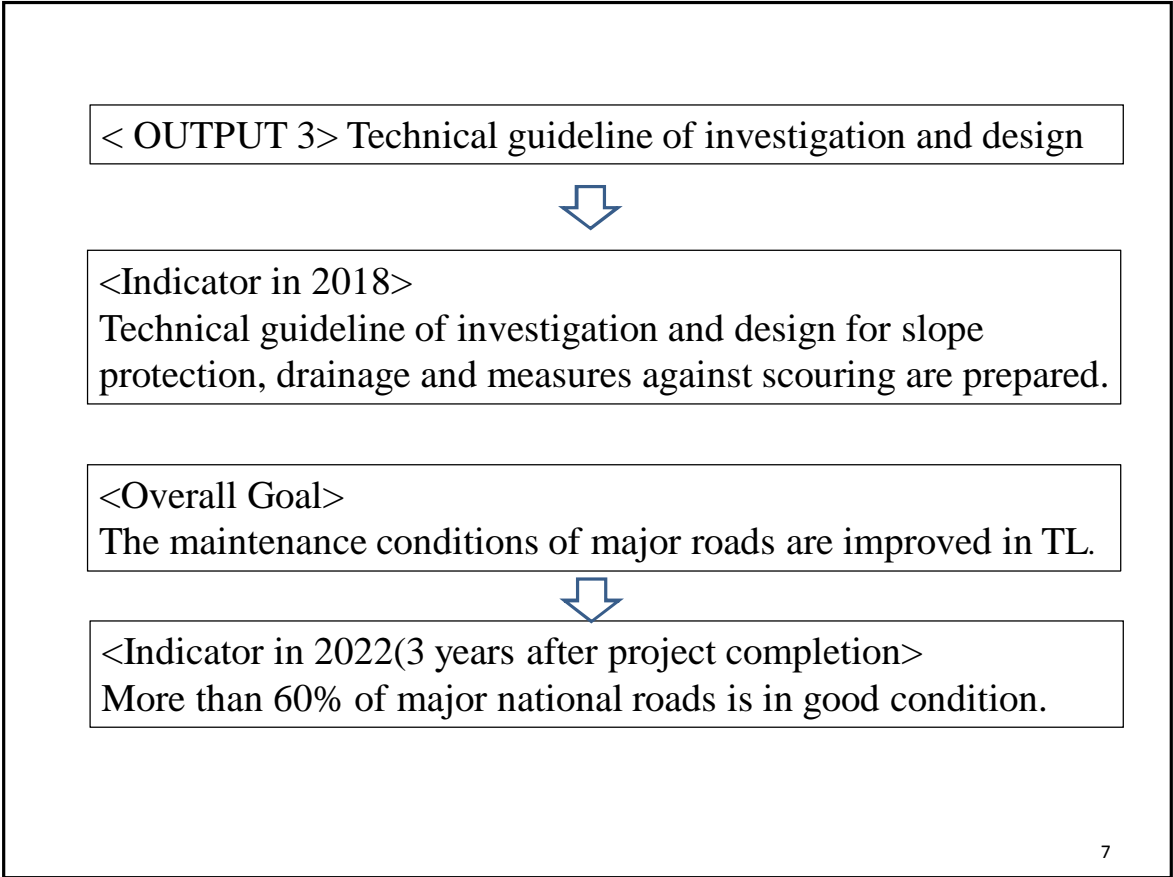 < OUTPUT 3> Technical guideline of investigation and design
<Indicator in 2018>
Technical guideline of investigation and design for slope
protection, drainage and measures against scouring are prepared.
<Overall Goal>
The maintenance conditions of major roads are improved in TL.
<Indicator in 2022(3 years after project completion>
More than 60% of major national roads is in good condition.
7